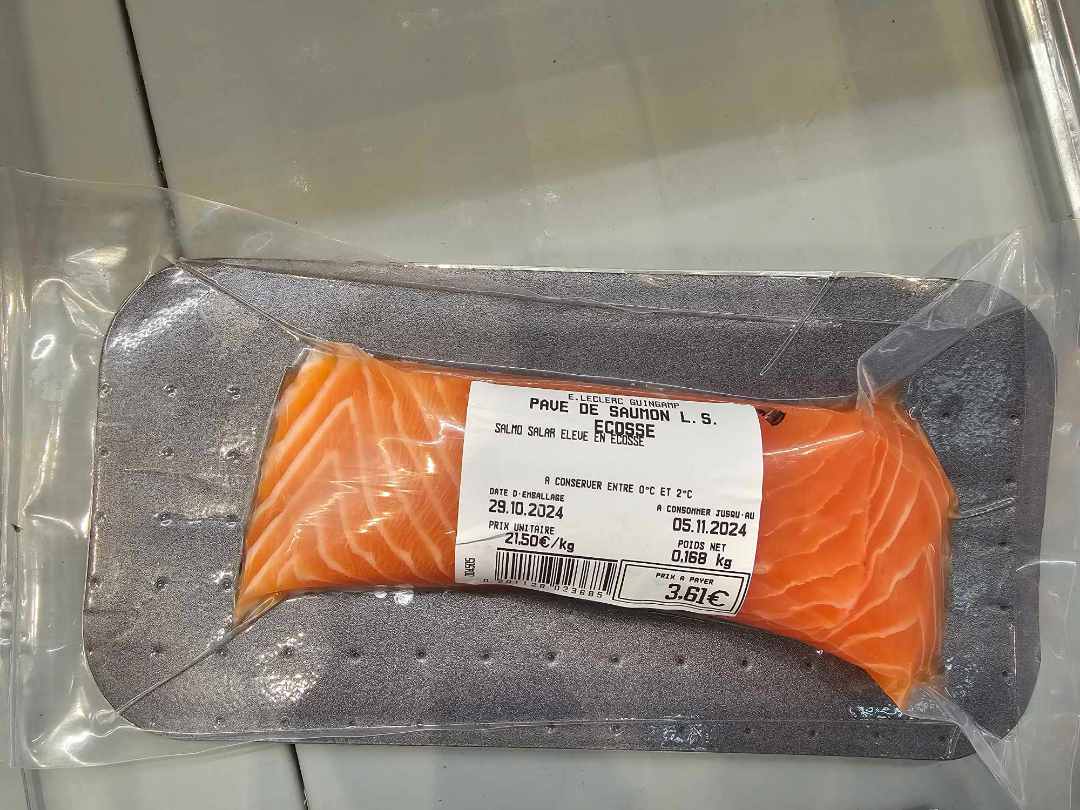 E.LECLERC GUINGAMP
PAVE DE SAUMON L.S.
ECOSSE
SALMO SALAR ELEVE EN ECOSSE
A CONSERVER ENTRE 0°C ET 2°C
DATE D'EMBALLAGE
29.10.2024
A CONSOMMER JUSQU'AU
05.11.2024
PRIX UNITAIRE
21.50€/kg
POIDS NET
0,168 kg
PRIX A PAYER
3.61€